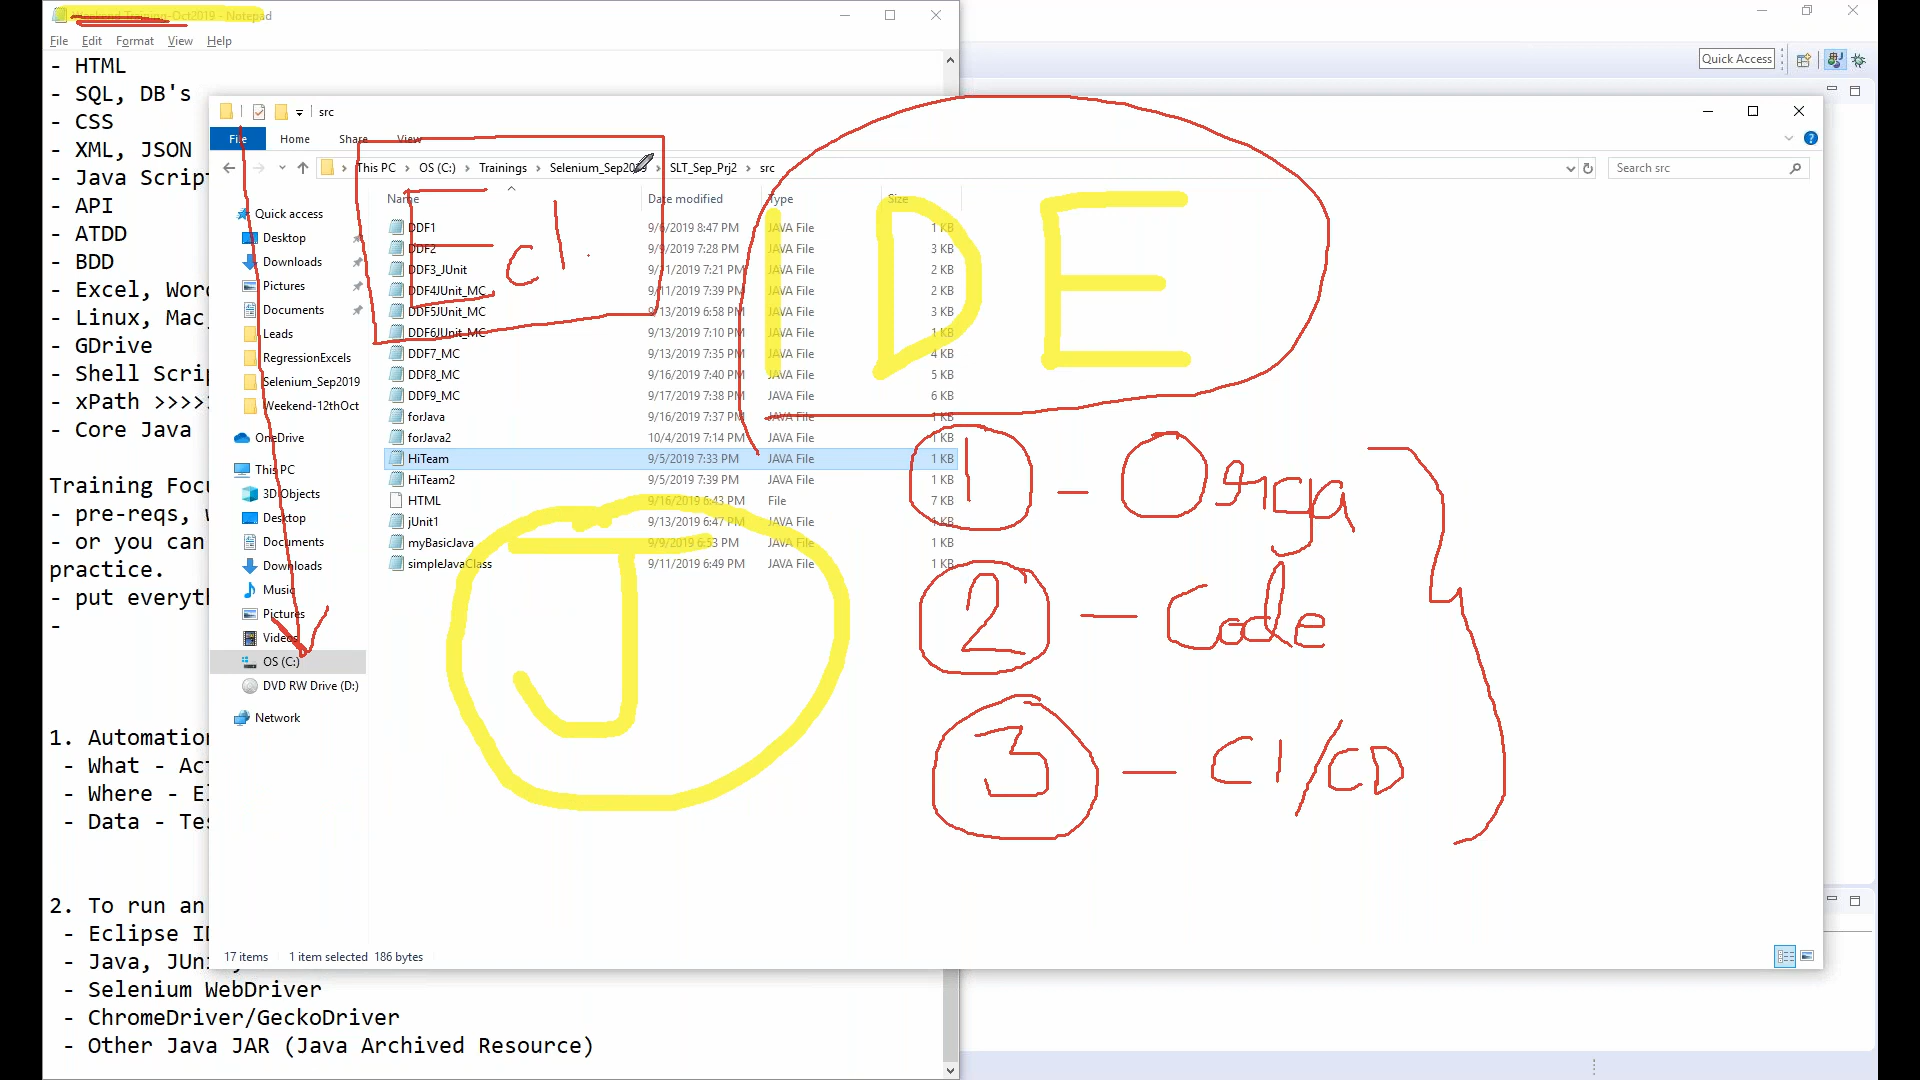 Weekend Training-Oct2019 - Notepad
File Edit Format View Help
- HTML
- SQL, DB's
- CSS
- XML, JSON
- Java Script
- API
- ATDD
- BDD
- Excel, Word
- Linux, Mac,
- GDrive
- Shell Scrip
- xPath >>>>
- Core Java
Training Focu
- pre-reqs,
- or you can
practice.
- put everyth
-
1. Automation
- What - Act
- Where - El
- Data - Tes
2. To run an
- Eclipse ID
- Java, JUni
- Selenium WebDriver
- ChromeDriver/GeckoDriver
- Other Java JAR (Java Archived Resource)
Quick Access
src
File Home Share View
This PC > OS (C:) > Trainings > Selenium_Sep2019 > SLT_Sep_Prj2 > src
Search src
Quick access
Desktop
Downloads
Pictures
Documents
Leads
RegressionExcels
Selenium_Sep2019
Weekend-12thOct
OneDrive
This PC
3D Objects
Desktop
Documents
Downloads
Music
Pictures
Videos
OS (C:)
DVD RW Drive (D:)
Network
Name Date modified Type Size
DDF1 9/6/2019 8:47 PM JAVA File 1 KB
DDF2 9/9/2019 7:28 PM JAVA File 3 KB
DDF3_JUnit 9/11/2019 7:21 PM JAVA File 2 KB
DDF4JUnit_MC 9/11/2019 7:39 PM JAVA File 2 KB
DDF5JUnit_MC 9/13/2019 6:58 PM JAVA File 3 KB
DDF6JUnit_MC 9/13/2019 7:10 PM JAVA File 1 KB
DDF7_MC 9/13/2019 7:35 PM JAVA File 4 KB
DDF8_MC 9/16/2019 7:40 PM JAVA File 5 KB
DDF9_MC 9/17/2019 7:38 PM JAVA File 6 KB
forJava 9/16/2019 7:37 PM JAVA File 1 KB
forJava2 10/4/2019 7:14 PM JAVA File 1 KB
HiTeam 9/5/2019 7:33 PM JAVA File 1 KB
HiTeam2 9/5/2019 7:39 PM JAVA File 1 KB
HTML 9/16/2019 6:43 PM File 7 KB
jUnit1 9/13/2019 6:47 PM JAVA File 1 KB
myBasicJava 9/9/2019 6:53 PM JAVA File 1 KB
simpleJavaClass 9/11/2019 6:49 PM JAVA File 1 KB
17 items 1 item selected 186 bytes
Ecl.
IDE
J
1 - Orga
2 - Code
3 - CI/CD